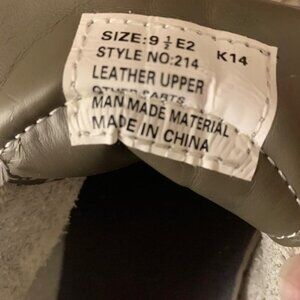 SIZE:9 ½ E2 K14
STYLE NO:214
LEATHER UPPER
OTHER PARTS
MAN MADE MATERIAL
MADE IN CHINA